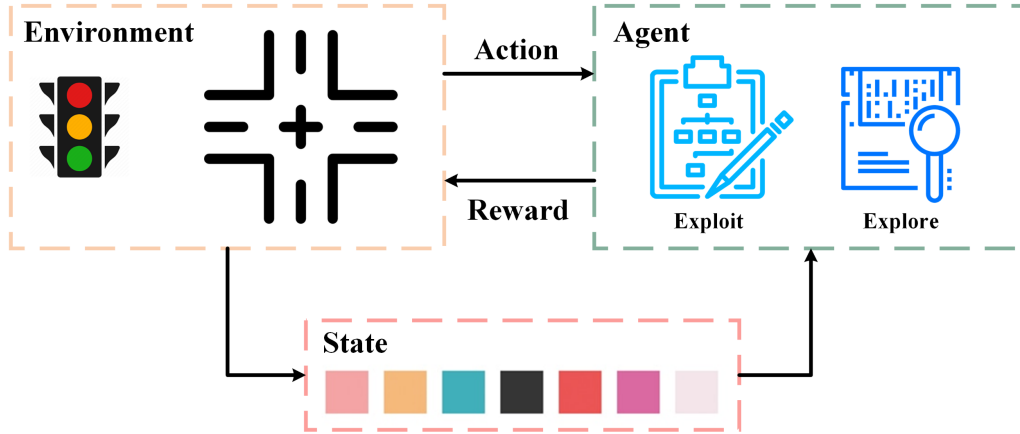 Environment
Action
Agent
Reward
Exploit
Explore
State